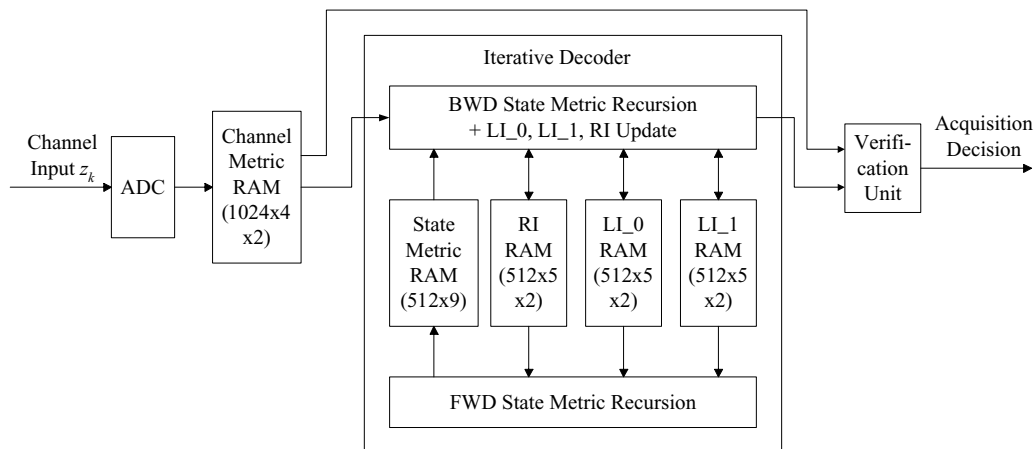 Iterative Decoder
BWD State Metric Recursion
+ LI_0, LI_1, RI Update
Channel
Input z_k
ADC
Channel
Metric
RAM
(1024x4
x2)
State
Metric
RAM
(512x9)
RI
RAM
(512x5
x2)
LI_0
RAM
(512x5
x2)
LI_1
RAM
(512x5
x2)
FWD State Metric Recursion
Verifi-
cation
Unit
Acquisition
Decision